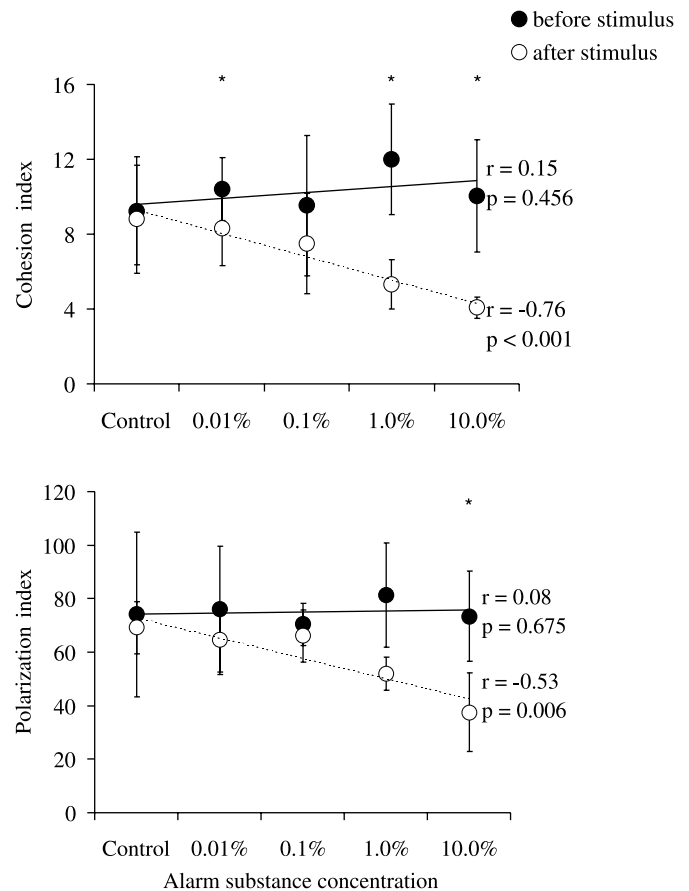 before stimulus
after stimulus
* * *
16
12
8
4
0
Cohesion index
r = 0.15
p = 0.456
r = -0.76
p < 0.001
Control 0.01% 0.1% 1.0% 10.0%
*
120
100
80
60
40
20
0
Polarization index
r = 0.08
p = 0.675
r = -0.53
p = 0.006
Control 0.01% 0.1% 1.0% 10.0%
Alarm substance concentration